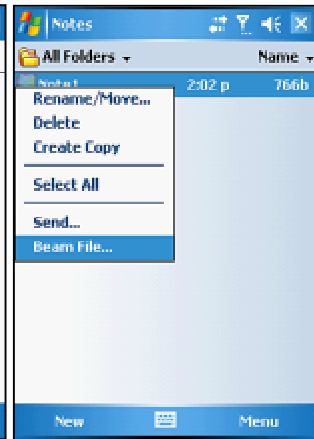 Notes
All Folders Name
Note1 2:02 p 766b
Rename/Move...
Delete
Create Copy
Select All
Send...
Beam File...
New Menu